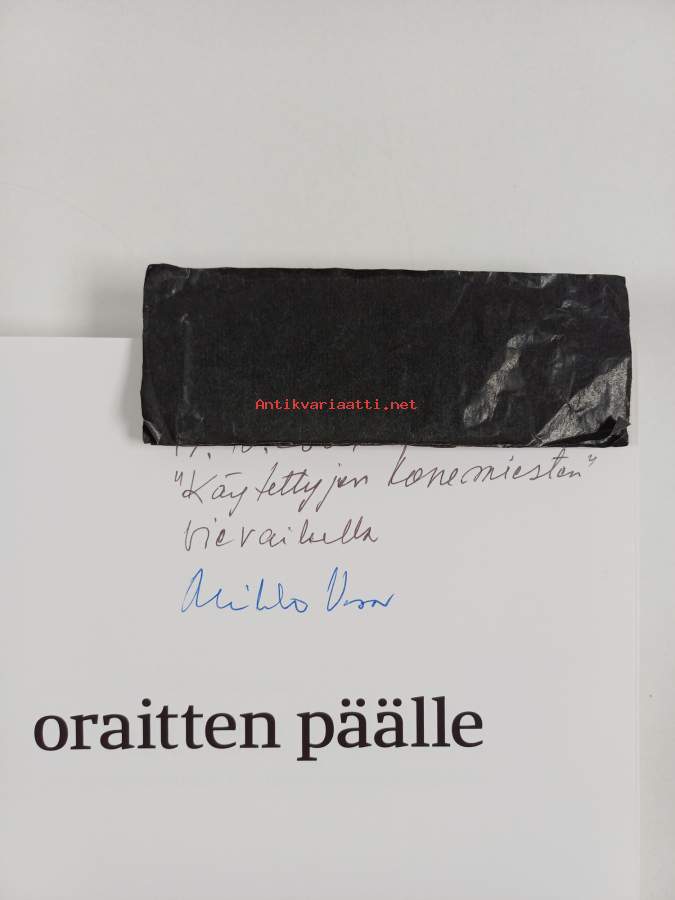 Antikvariaatti.net
"Käytettyjen konemiesten"
vierailulla
oraitten päälle